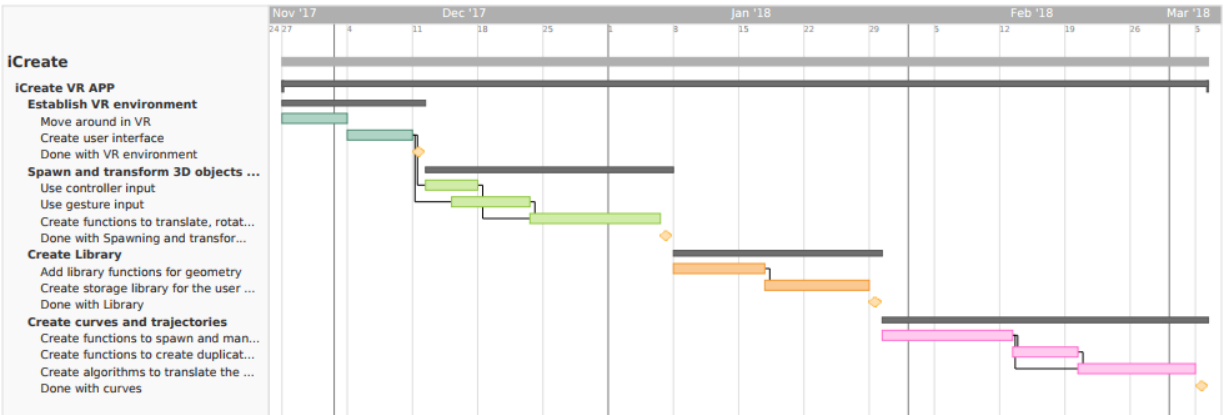 Nov '17 Dec '17 Jan '18 Feb '18 Mar '18
24 27 4 11 18 25 1 8 15 22 29 5 12 19 26 5
iCreate
iCreate VR APP
Establish VR environment
Move around in VR
Create user interface
Done with VR environment
Spawn and transform 3D objects ...
Use controller input
Use gesture input
Create functions to translate, rotat...
Done with Spawning and transfor...
Create Library
Add library functions for geometry
Create storage library for the user ...
Done with Library
Create curves and trajectories
Create functions to spawn and man...
Create functions to create duplicat...
Create algorithms to translate the ...
Done with curves